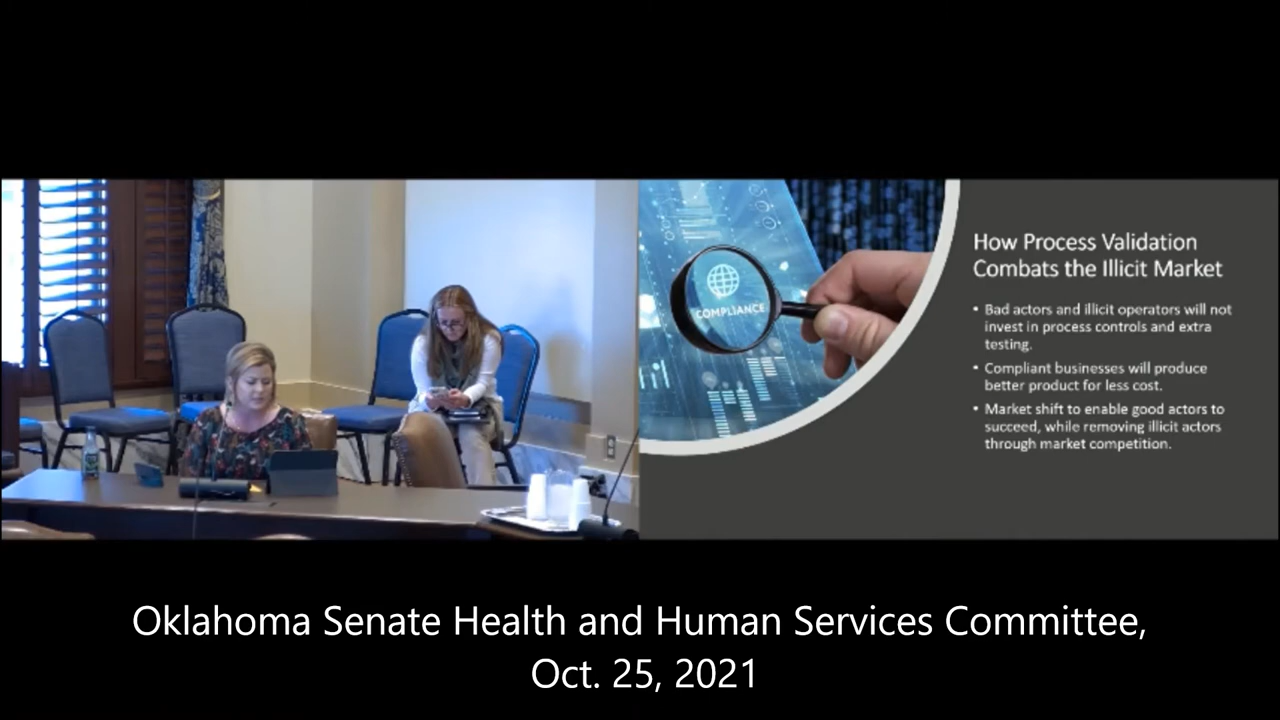 COMPLIANCE
How Process Validation
Combats the Illicit Market
• Bad actors and illicit operators will not
invest in process controls and extra
testing.
• Compliant businesses will produce
better product for less cost.
• Market shift to enable good actors to
succeed, while removing illicit actors
through market competition.
Oklahoma Senate Health and Human Services Committee,
Oct. 25, 2021